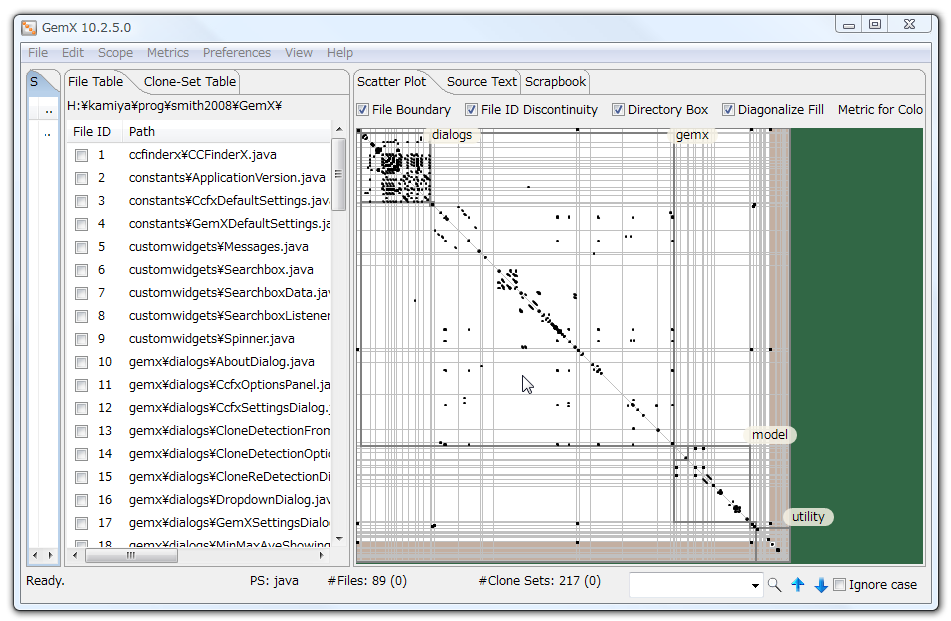 GemX 10.2.5.0
File Edit Scope Metrics Preferences View Help
S
..
..
File Table Clone-Set Table
H:¥kamiya¥prog¥smith2008¥GemX¥
File ID Path
1 ccfinderx¥CCFinderX.java
2 constants¥ApplicationVersion.java
3 constants¥CcfxDefaultSettings.java
4 constants¥GemXDefaultSettings.ja
5 customwidgets¥Messages.java
6 customwidgets¥Searchbox.java
7 customwidgets¥SearchboxData.jav
8 customwidgets¥SearchboxListener
9 customwidgets¥Spinner.java
10 gemx¥dialogs¥AboutDialog.java
11 gemx¥dialogs¥CcfxOptionsPanel.ja
12 gemx¥dialogs¥CcfxSettingsDialog.
13 gemx¥dialogs¥CloneDetectionFrom
14 gemx¥dialogs¥CloneDetectionOptio
15 gemx¥dialogs¥CloneReDetectionDi
16 gemx¥dialogs¥DropdownDialog.jav
17 gemx¥dialogs¥GemXSettingsDialo
18 gemx¥dialogs¥MinMaxAveShowing
Scatter Plot Source Text Scrapbook
File Boundary File ID Discontinuity Directory Box Diagonalize Fill Metric for Colo
dialogs
gemx
model
utility
Ready. PS: java #Files: 89 (0) #Clone Sets: 217 (0) Ignore case